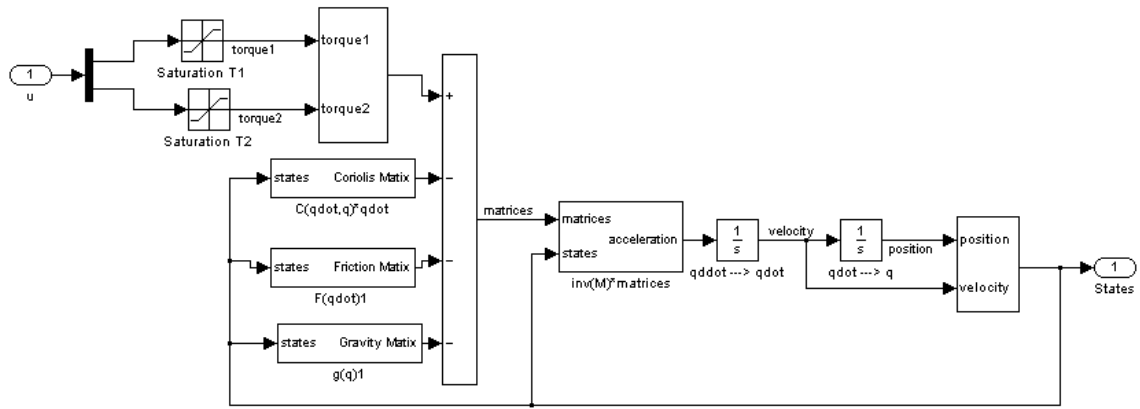 1
u
Saturation T1
torque1
Saturation T2
torque2
torque1
torque2
+
−
−
−
states Coriolis Matix
C(qdot,q)*qdot
states Friction Matix
F(qdot)1
states Gravity Matix
g(q)1
matrices
matrices
acceleration
states
inv(M)*matrices
1
s
qddot ---> qdot
velocity
1
s
qdot ---> q
position
position
velocity
1
States